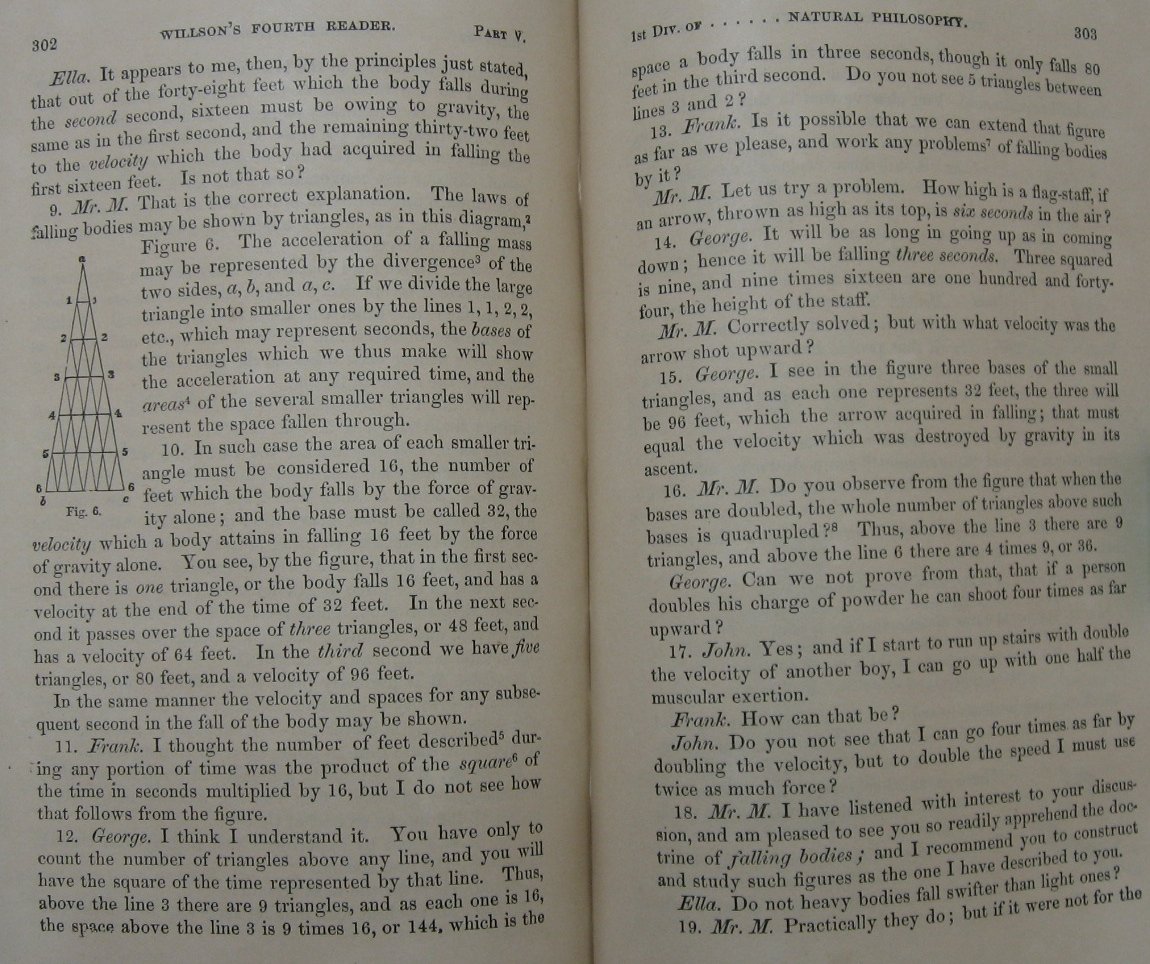 302
WILLSON'S FOURTH READER.
PART V.
Ella. It appears to me, then, by the principles just stated,
that out of the forty-eight feet which the body falls during
the second second, sixteen must be owing to gravity, the
same as in the first second, and the remaining thirty-two feet
to the velocity which the body had acquired in falling the
first sixteen feet. Is not that so?
9. Mr. M. That is the correct explanation. The laws of
falling bodies may be shown by triangles, as in this diagram,²
Figure 6. The acceleration of a falling mass
may be represented by the divergence³ of the
two sides, a, b, and a, c. If we divide the large
triangle into smaller ones by the lines 1, 1, 2, 2,
etc., which may represent seconds, the bases of
the triangles which we thus make will show
the acceleration at any required time, and the
areas⁴ of the several smaller triangles will rep-
resent the space fallen through.
10. In such case the area of each smaller tri-
angle must be considered 16, the number of
feet which the body falls by the force of grav-
ity alone; and the base must be called 32, the
a
1 1
2 2
3 3
4 4
5 5
6 6
b c
Fig. 6.
velocity which a body attains in falling 16 feet by the force
of gravity alone. You see, by the figure, that in the first sec-
ond there is one triangle, or the body falls 16 feet, and has a
velocity at the end of the time of 32 feet. In the next sec-
ond it passes over the space of three triangles, or 48 feet, and
has a velocity of 64 feet. In the third second we have five
triangles, or 80 feet, and a velocity of 96 feet.
In the same manner the velocity and spaces for any subse-
quent second in the fall of the body may be shown.
11. Frank. I thought the number of feet described⁵ dur-
ing any portion of time was the product of the square⁶ of
the time in seconds multiplied by 16, but I do not see how
that follows from the figure.
12. George. I think I understand it. You have only to
count the number of triangles above any line, and you will
have the square of the time represented by that line. Thus,
above the line 3 there are 9 triangles, and as each one is 16,
the space above the line 3 is 9 times 16, or 144, which is the
1st DIV. OF . . . . . . NATURAL PHILOSOPHY.
303
space a body falls in three seconds, though it only falls 80
feet in the third second. Do you not see 5 triangles between
lines 3 and 2?
13. Frank. Is it possible that we can extend that figure
as far as we please, and work any problems⁷ of falling bodies
by it?
Mr. M. Let us try a problem. How high is a flag-staff, if
an arrow, thrown as high as its top, is six seconds in the air?
14. George. It will be as long in going up as in coming
down; hence it will be falling three seconds. Three squared
is nine, and nine times sixteen are one hundred and forty-
four, the height of the staff.
Mr. M. Correctly solved; but with what velocity was the
arrow shot upward?
15. George. I see in the figure three bases of the small
triangles, and as each one represents 32 feet, the three will
be 96 feet, which the arrow acquired in falling; that must
equal the velocity which was destroyed by gravity in its
ascent.
16. Mr. M. Do you observe from the figure that when the
bases are doubled, the whole number of triangles above such
bases is quadrupled?⁸ Thus, above the line 3 there are 9
triangles, and above the line 6 there are 4 times 9, or 36.
George. Can we not prove from that, that if a person
doubles his charge of powder he can shoot four times as far
upward?
17. John. Yes; and if I start to run up stairs with double
the velocity of another boy, I can go up with one half the
muscular exertion.
Frank. How can that be?
John. Do you not see that I can go four times as far by
doubling the velocity, but to double the speed I must use
twice as much force?
18. Mr. M. I have listened with interest to your discus-
sion, and am pleased to see you so readily apprehend the doc-
trine of falling bodies; and I recommend you to construct
and study such figures as the one I have described to you.
Ella. Do not heavy bodies fall swifter than light ones?
19. Mr. M. Practically they do; but if it were not for the